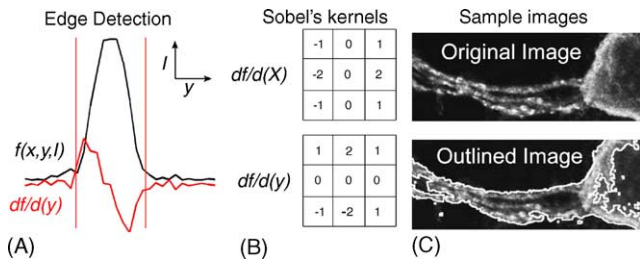 Edge Detection
I
y
f(x,y,I)
df/d(y)
(A)
Sobel's kernels
df/d(X)
-1 0 1
-2 0 2
-1 0 1
df/d(y)
1 2 1
0 0 0
-1 -2 1
(B)
Sample images
Original Image
Outlined Image
(C)